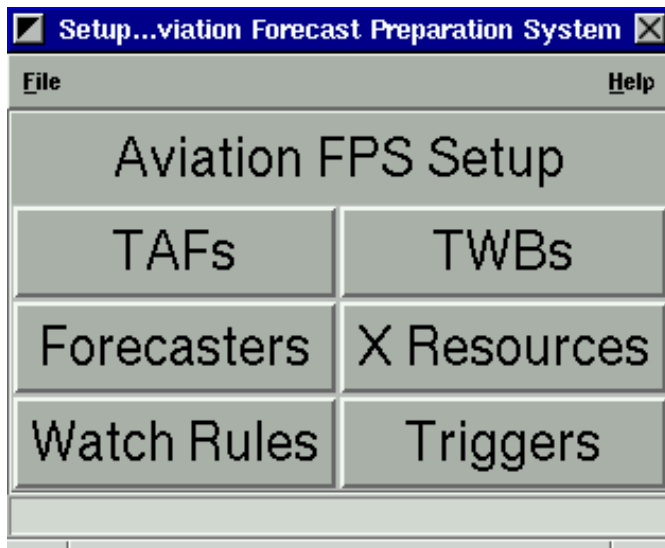 Setup...viation Forecast Preparation System
File Help
Aviation FPS Setup
TAFs TWBs
Forecasters X Resources
Watch Rules Triggers